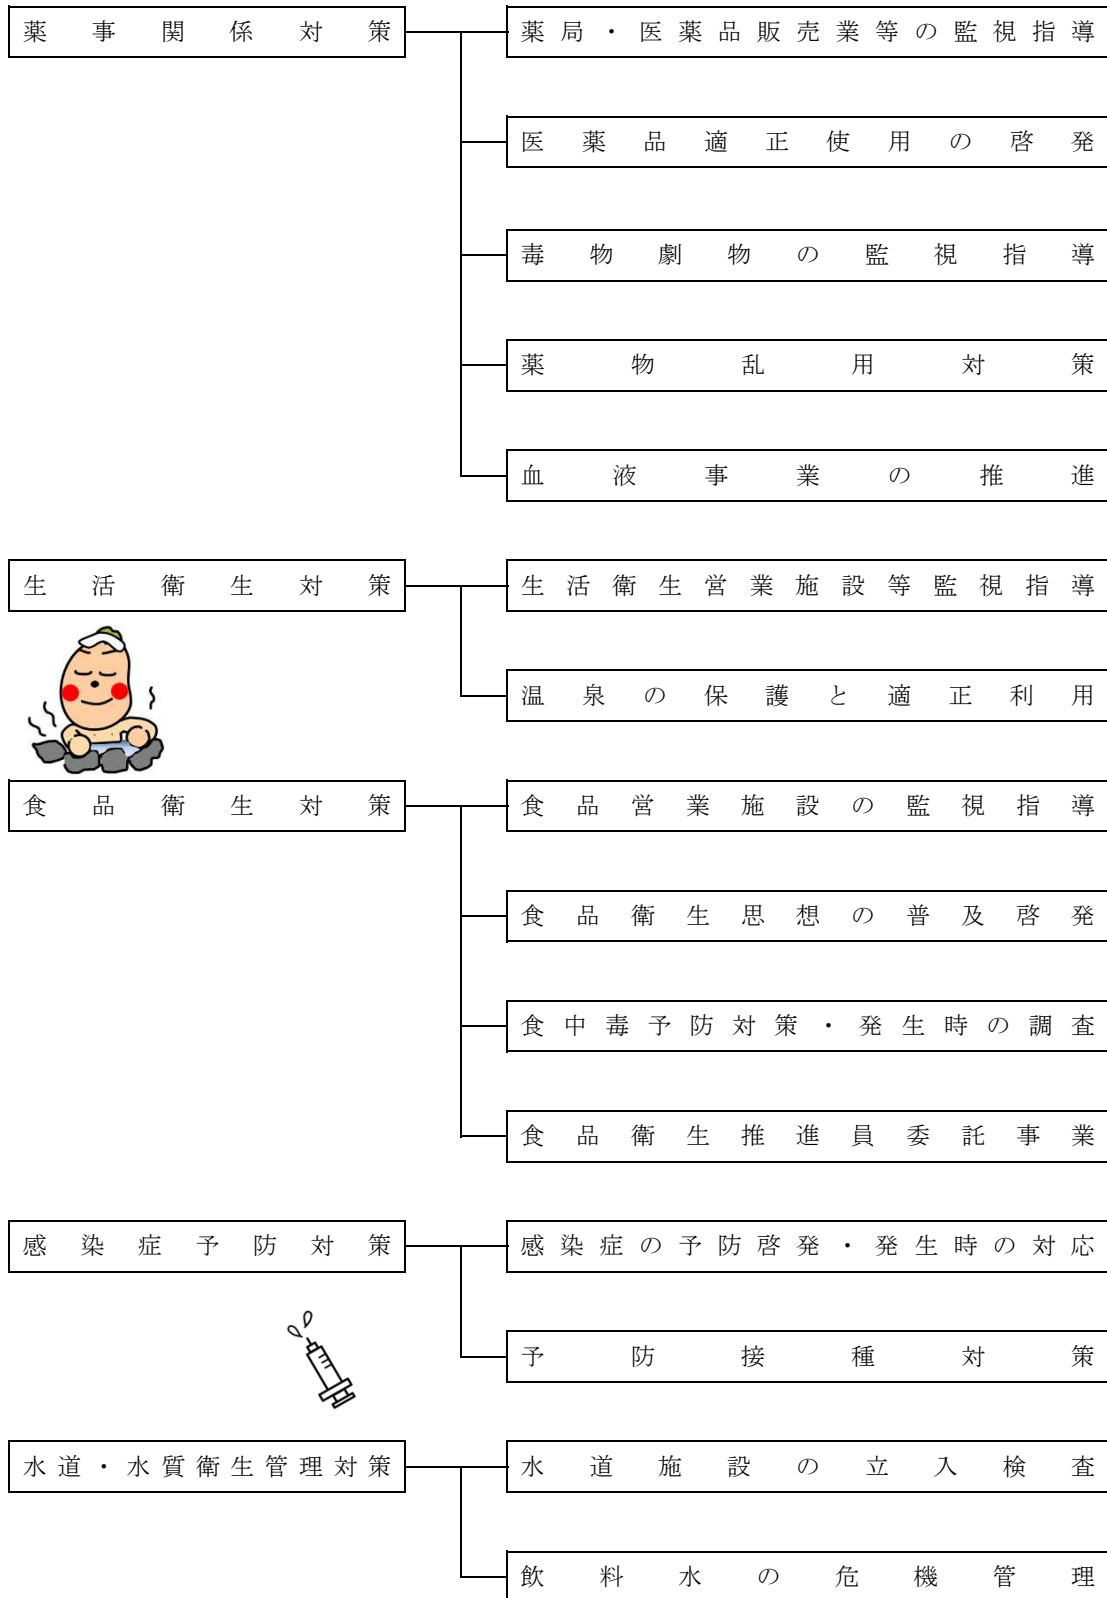 薬事関係対策
薬局・医薬品販売業等の監視指導
医薬品適正使用の啓発
毒物劇物の監視指導
薬物乱用対策
血液事業の推進
生活衛生対策
生活衛生営業施設等監視指導
温泉の保護と適正利用
食品衛生対策
食品営業施設の監視指導
食品衛生思想の普及啓発
食中毒予防対策・発生時の調査
食品衛生推進員委託事業
感染症予防対策
感染症の予防啓発・発生時の対応
予防接種対策
水道・水質衛生管理対策
水道施設の立入検査
飲料水の危機管理